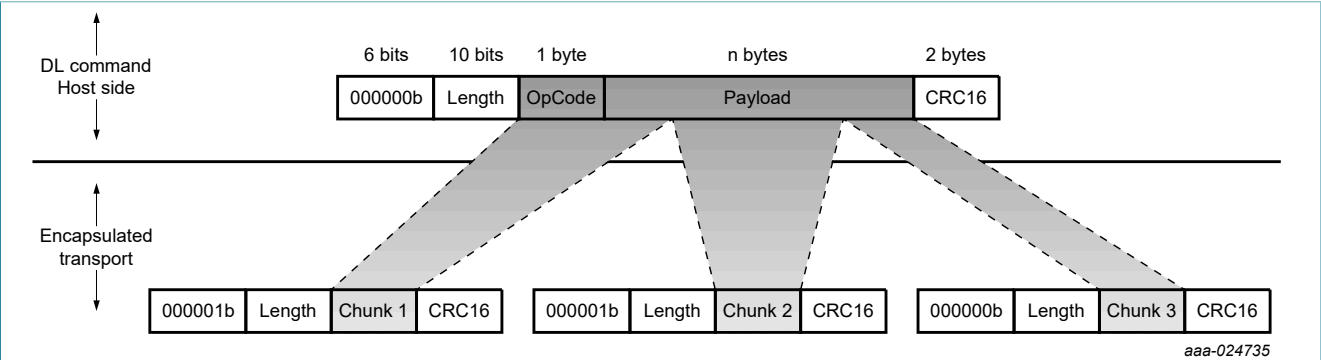 6 bits 10 bits 1 byte n bytes 2 bytes
DL command
Host side
000000b Length OpCode Payload CRC16
Encapsulated
transport
000001b Length Chunk 1 CRC16 000001b Length Chunk 2 CRC16 000000b Length Chunk 3 CRC16
aaa-024735